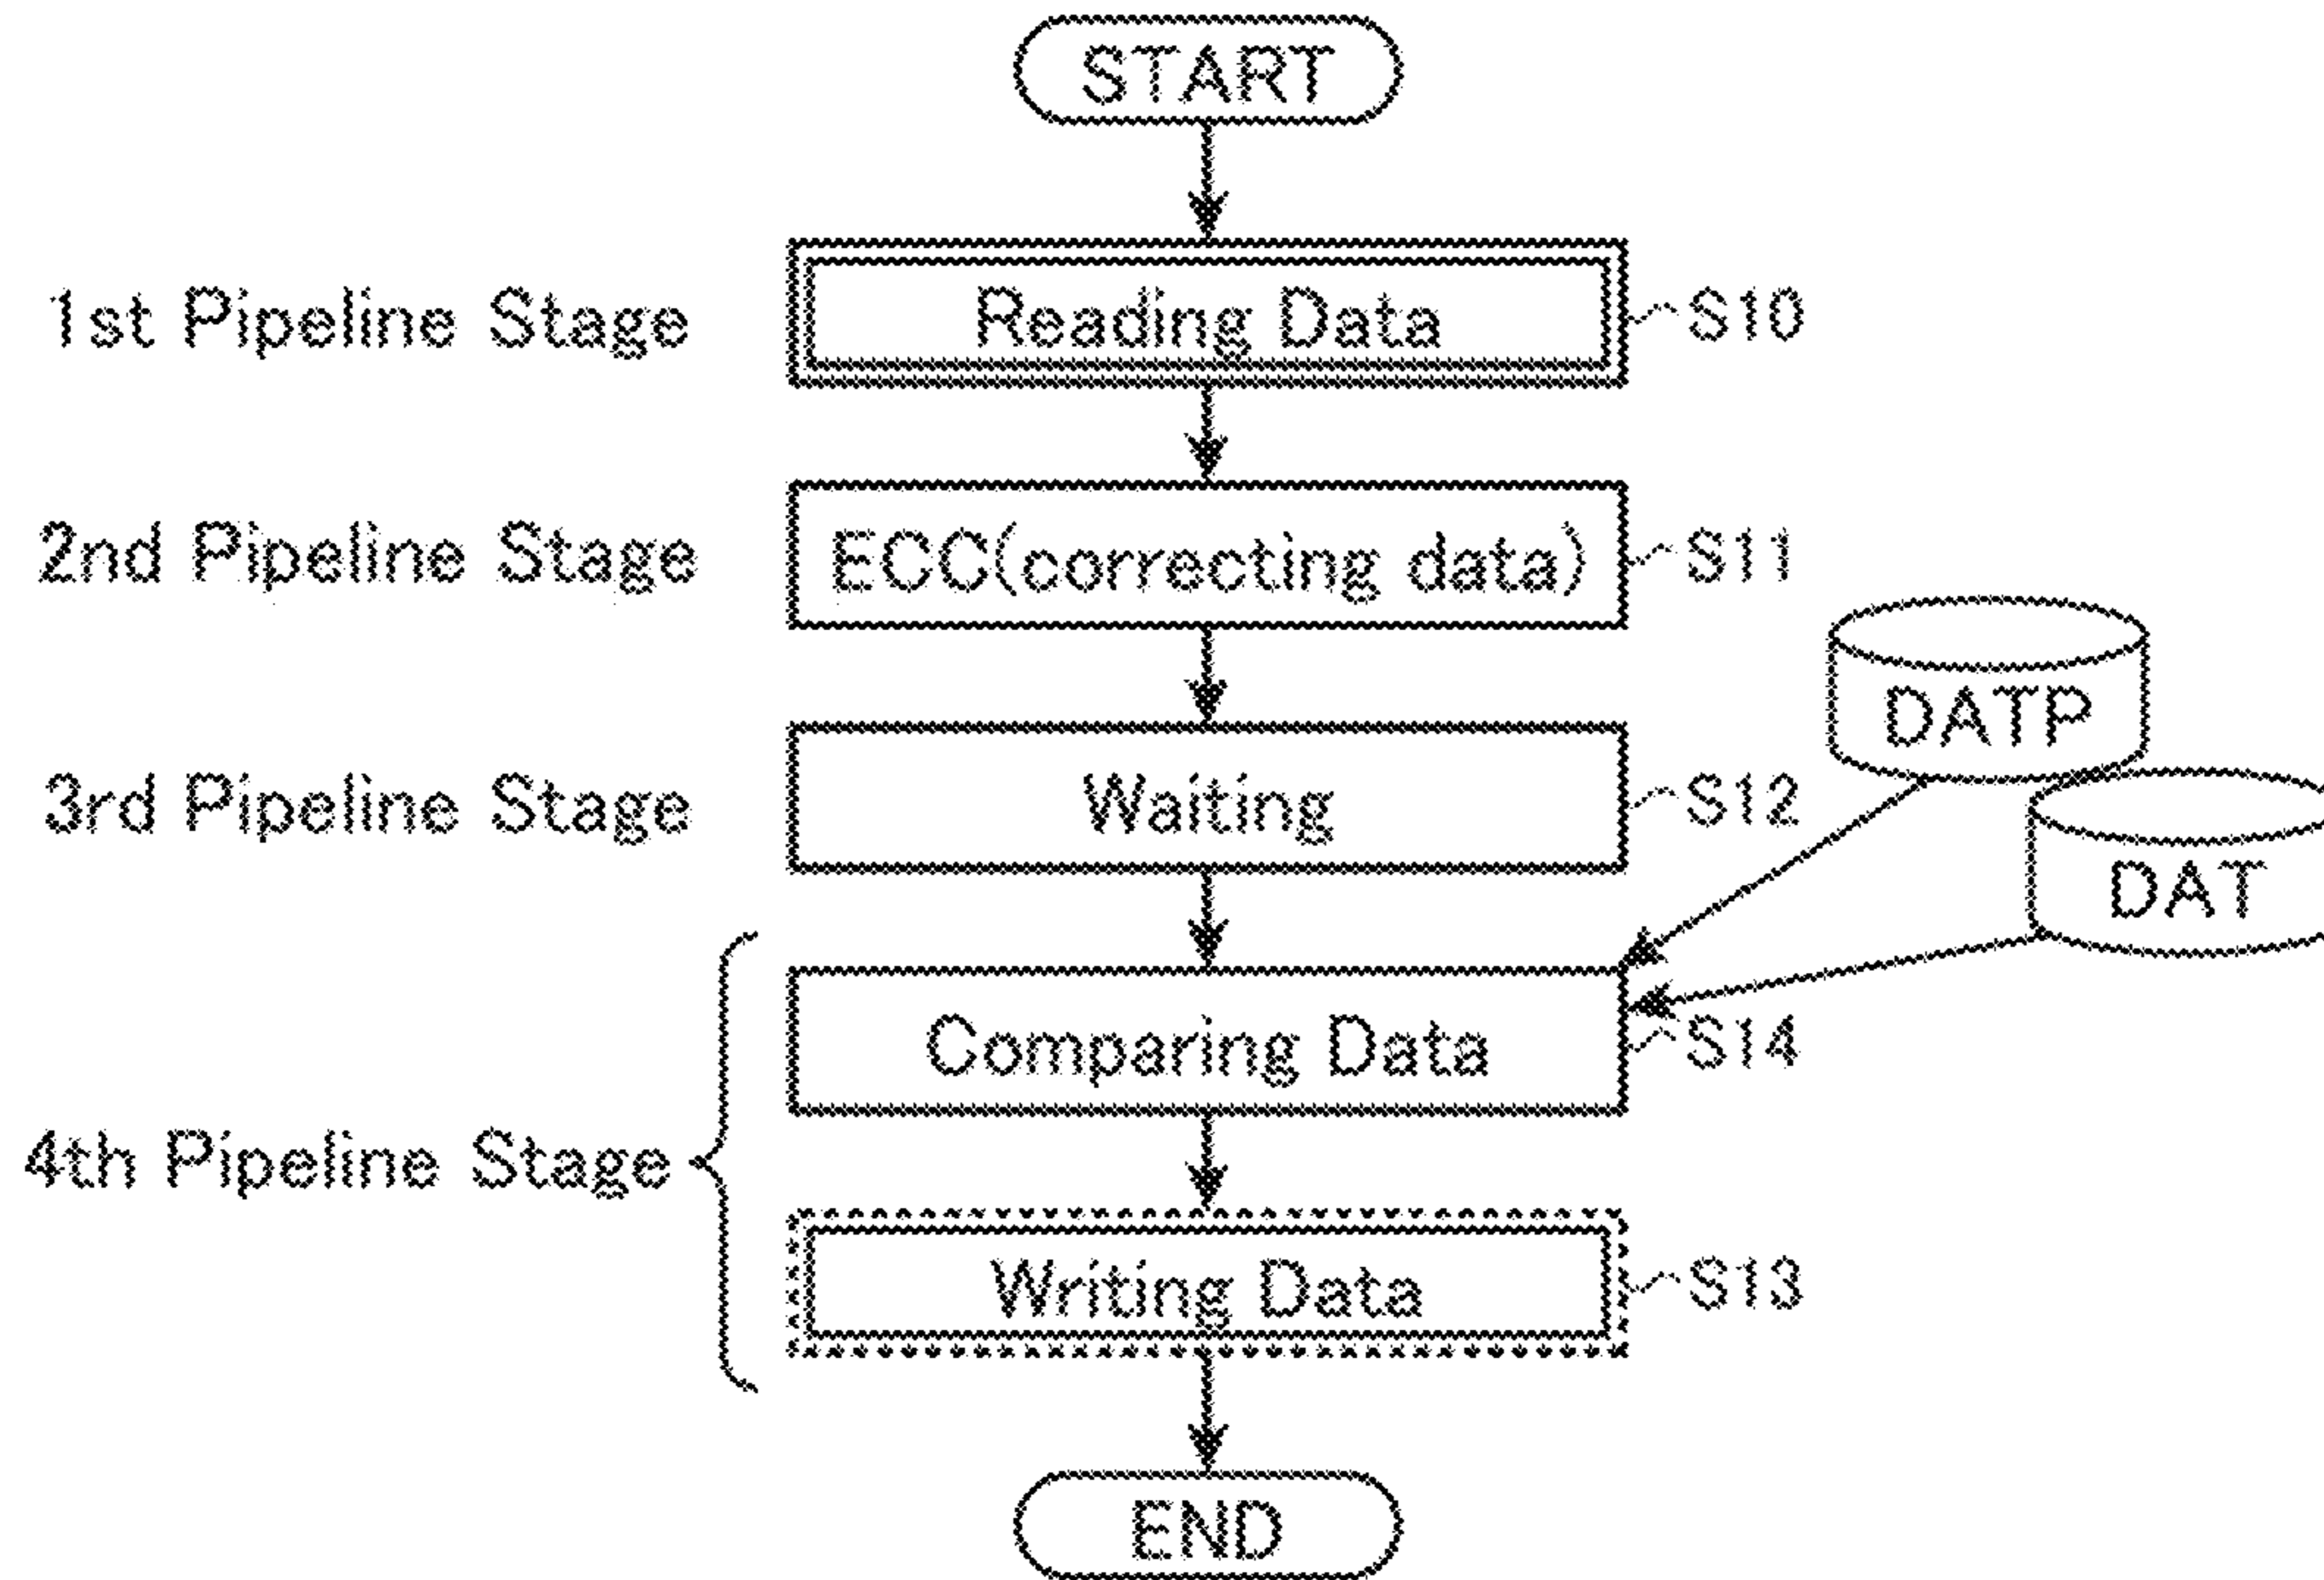 START
1st Pipeline Stage
Reading Data
S10
2nd Pipeline Stage
ECC(correcting data)
S11
DATP
3rd Pipeline Stage
Waiting
S12
DAT
Comparing Data
S14
4th Pipeline Stage
Writing Data
S13
END